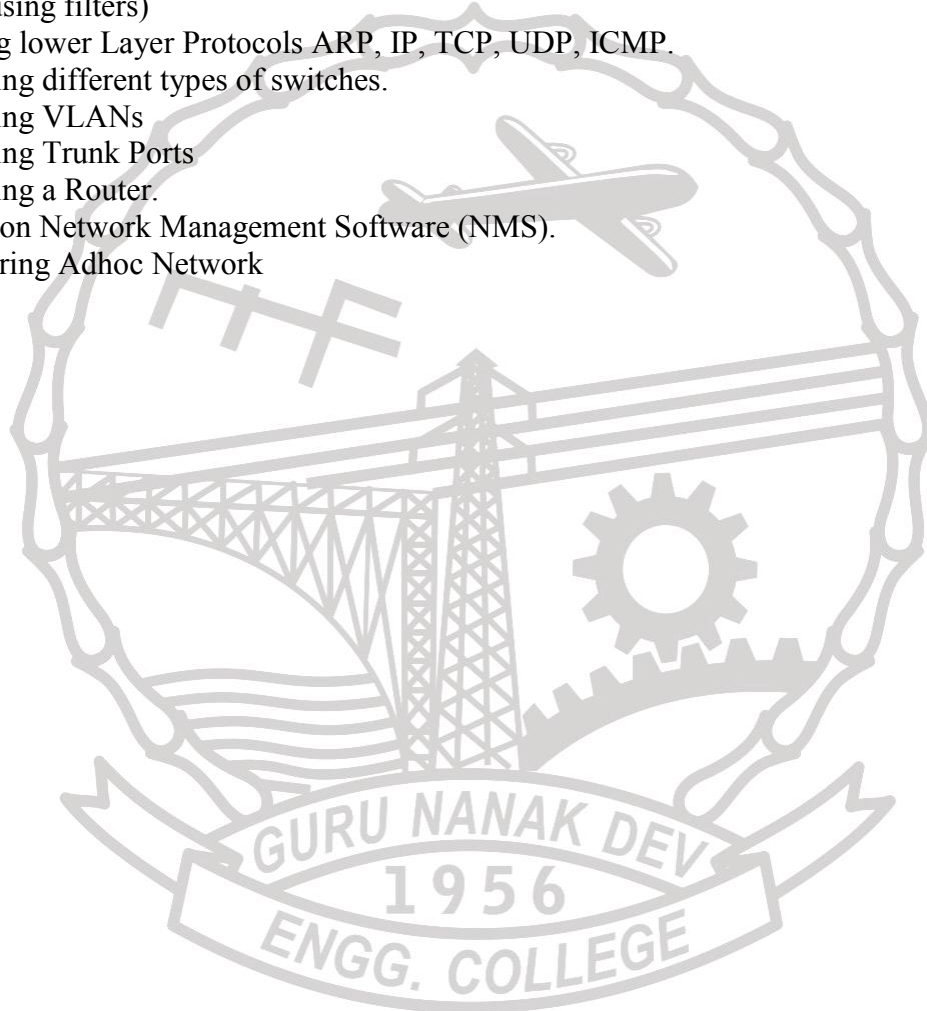 using filters)
g lower Layer Protocols ARP, IP, TCP, UDP, ICMP.
ing different types of switches.
ing VLANs
ing Trunk Ports
ing a Router.
on Network Management Software (NMS).
ring Adhoc Network
GURU NANAK DEV
1956
ENGG. COLLEGE